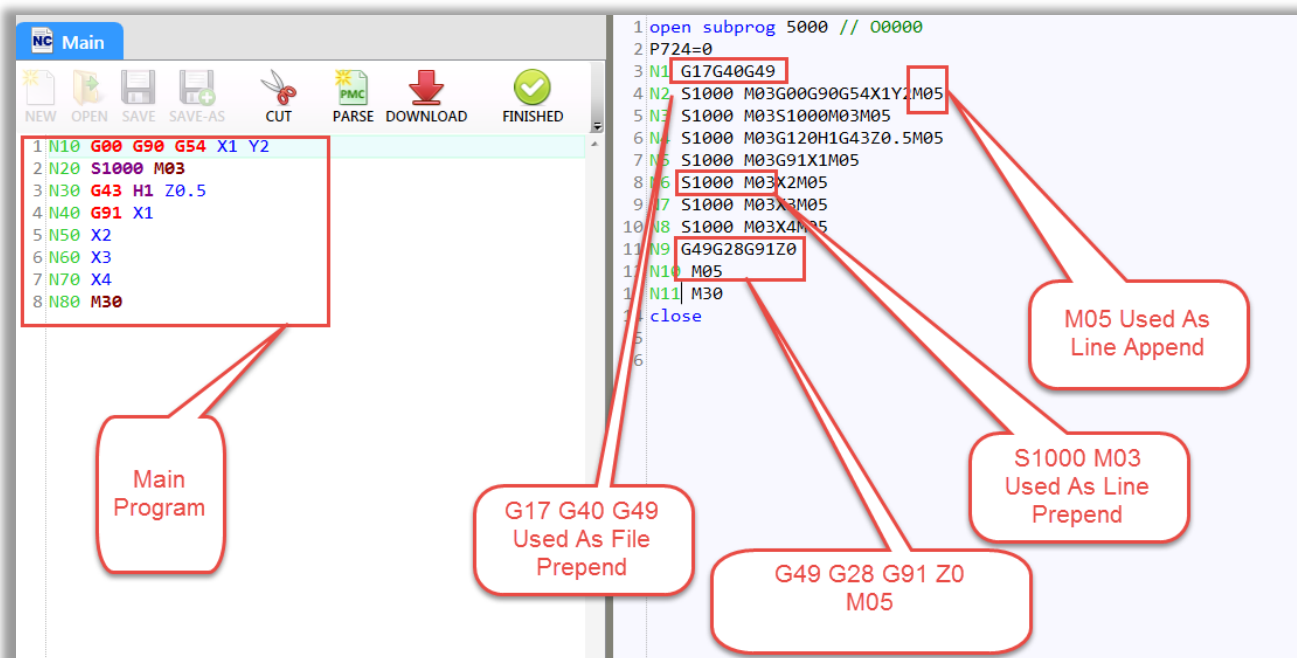 NC Main
NEW OPEN SAVE SAVE-AS CUT PMC PARSE DOWNLOAD FINISHED
1 N10 G00 G90 G54 X1 Y2
2 N20 S1000 M03
3 N30 G43 H1 Z0.5
4 N40 G91 X1
5 N50 X2
6 N60 X3
7 N70 X4
8 N80 M30
Main
Program
1 open subprog 5000 // O0000
2 P724=0
3 N1 G17G40G49
4 N2 S1000 M03G00G90G54X1Y2M05
5 N3 S1000 M03S1000M03M05
6 N4 S1000 M03G120H1G43Z0.5M05
7 N5 S1000 M03G91X1M05
8 N6 S1000 M03X2M05
9 N7 S1000 M03X3M05
10 N8 S1000 M03X4M05
11 N9 G49G28G91Z0
1 N10 M05
1 N11 M30
14 close
5
6
M05 Used As
Line Append
S1000 M03
Used As Line
Prepend
G17 G40 G49
Used As File
Prepend
G49 G28 G91 Z0
M05